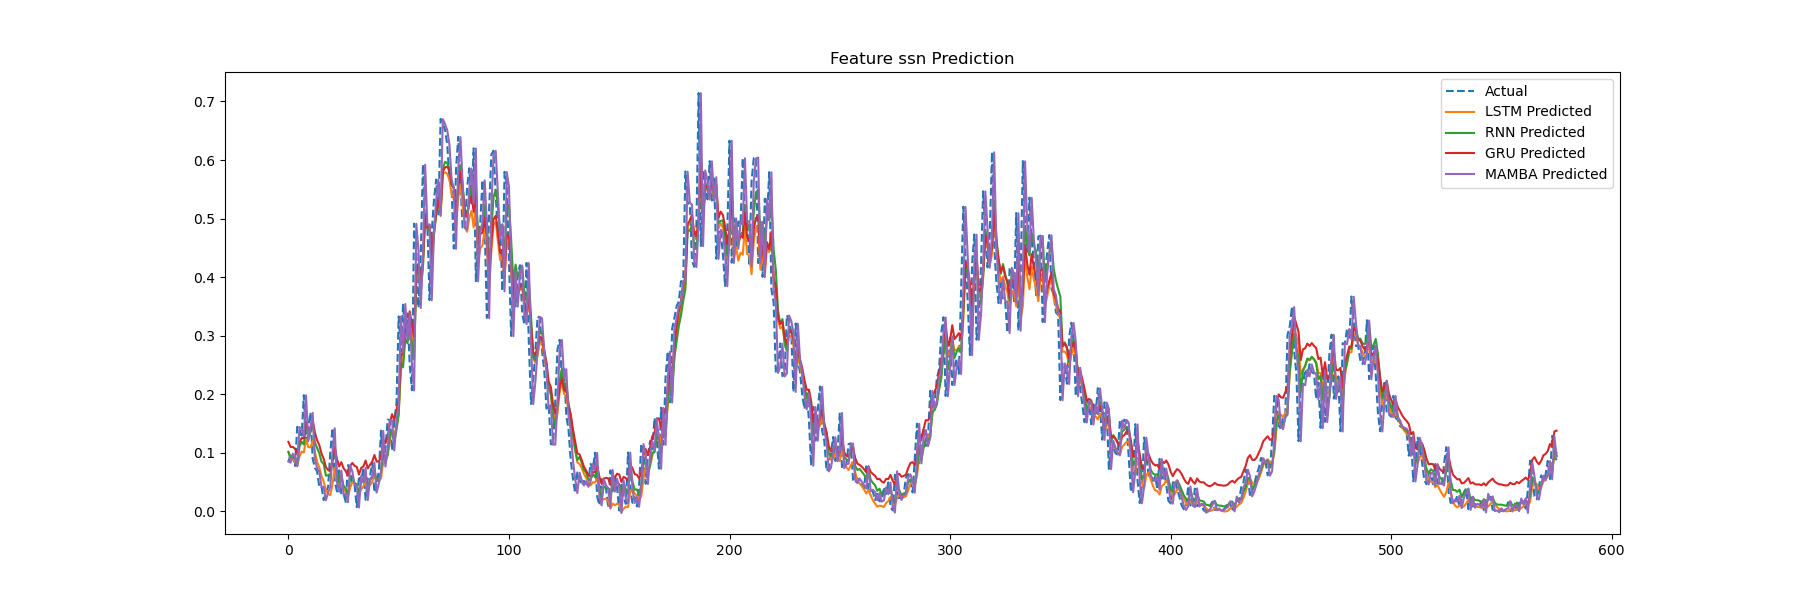 Feature ssn Prediction
0.7
0.6
0.5
0.4
0.3
0.2
0.1
0.0
0 100 200 300 400 500 600
Actual
LSTM Predicted
RNN Predicted
GRU Predicted
MAMBA Predicted